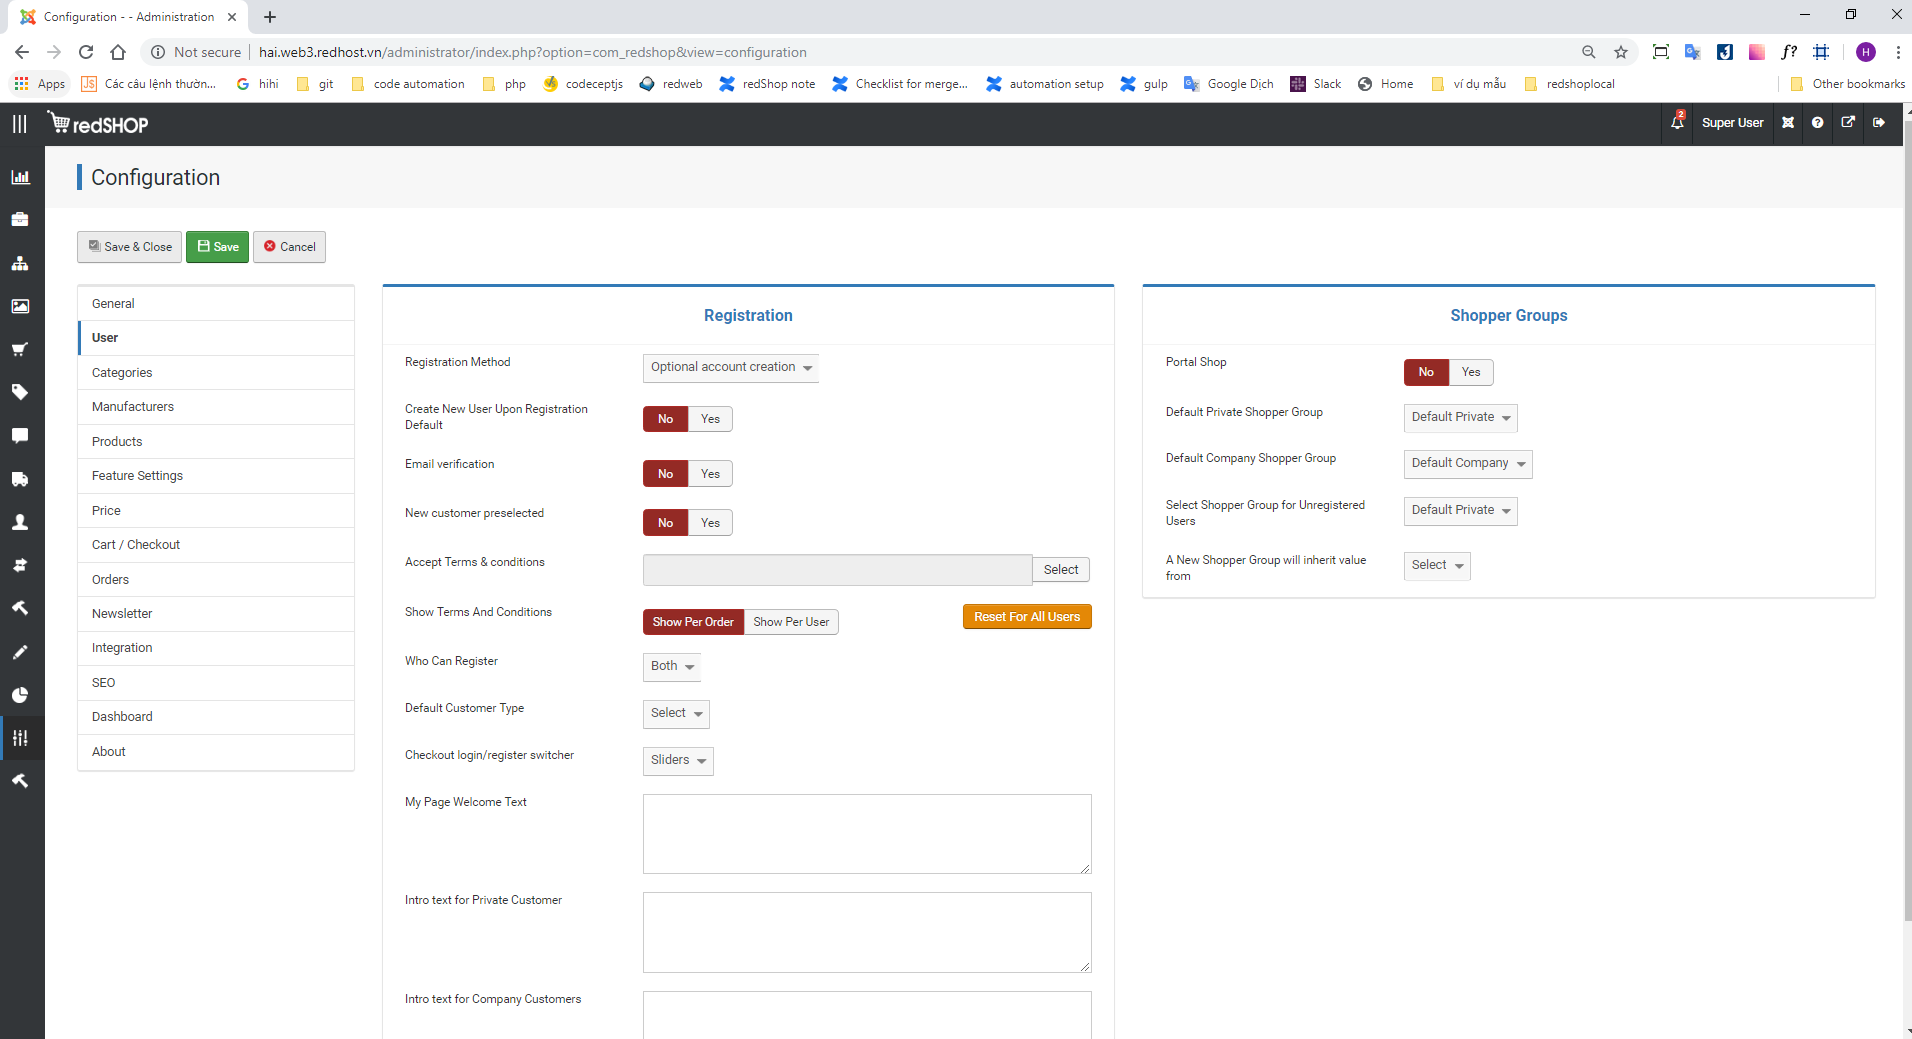 Configuration - - Administration
Not secure | hai.web3.redhost.vn/administrator/index.php?option=com_redshop&view=configuration
H
Apps
JS Các câu lệnh thườn...
hihi
git
code automation
php
codeceptjs
redweb
redShop note
Checklist for merge...
automation setup
gulp
Google Dịch
Slack
Home
ví dụ mẫu
redshoplocal
Other bookmarks
redSHOP
2
Super User
Configuration
Save & Close
Save
Cancel
General
User
Categories
Manufacturers
Products
Feature Settings
Price
Cart / Checkout
Orders
Newsletter
Integration
SEO
Dashboard
About
Registration
Registration Method
Optional account creation
Create New User Upon Registration
Default
No Yes
Email verification
No Yes
New customer preselected
No Yes
Accept Terms & conditions
Select
Show Terms And Conditions
Show Per Order Show Per User
Reset For All Users
Who Can Register
Both
Default Customer Type
Select
Checkout login/register switcher
Sliders
My Page Welcome Text
Intro text for Private Customer
Intro text for Company Customers
Shopper Groups
Portal Shop
No Yes
Default Private Shopper Group
Default Private
Default Company Shopper Group
Default Company
Select Shopper Group for Unregistered
Users
Default Private
A New Shopper Group will inherit value
from
Select